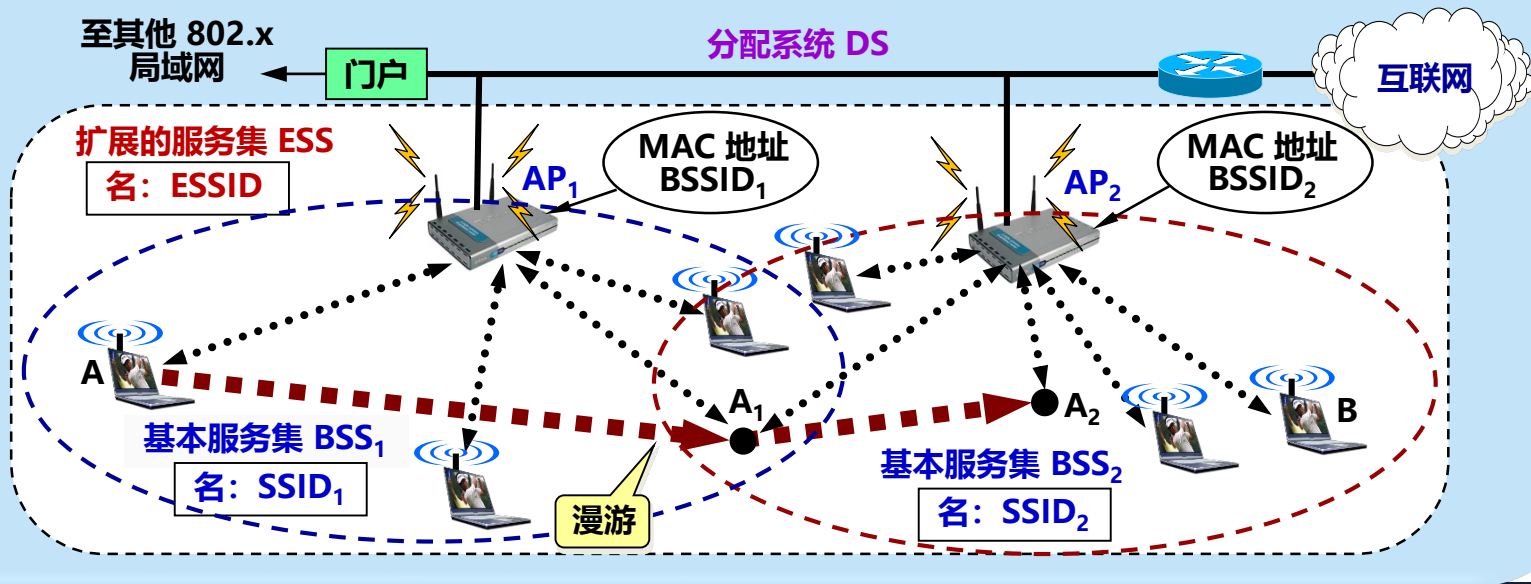 至其他 802.x
局域网
门户
分配系统 DS
互联网
扩展的服务集 ESS
名：ESSID
AP1
MAC 地址
BSSID1
AP2
MAC 地址
BSSID2
A
A1
A2
B
基本服务集 BSS1
名：SSID1
漫游
基本服务集 BSS2
名：SSID2